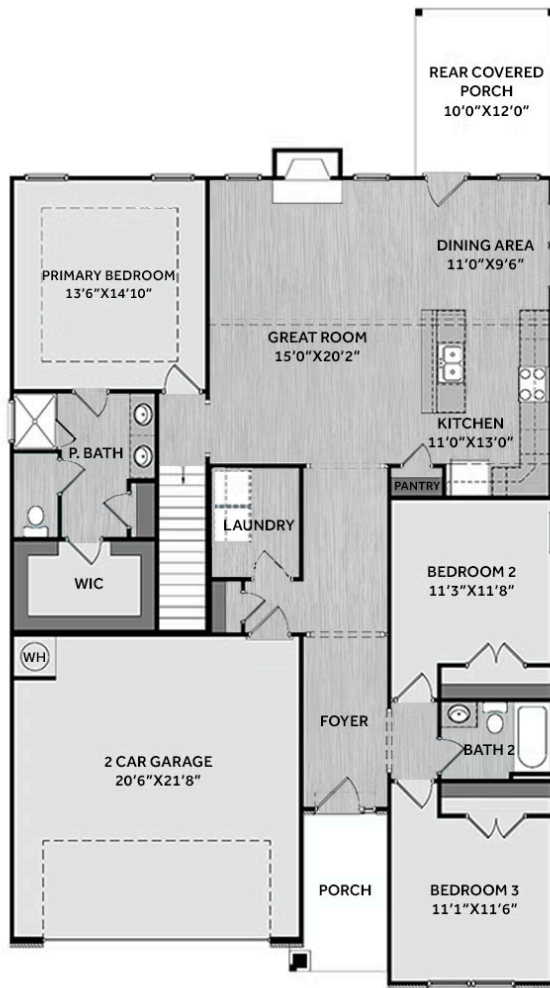 REAR COVERED
PORCH
10'0"X12'0"
DINING AREA
11'0"X9'6"
PRIMARY BEDROOM
13'6"X14'10"
GREAT ROOM
15'0"X20'2"
KITCHEN
11'0"X13'0"
P. BATH
PANTRY
LAUNDRY
WIC
BEDROOM 2
11'3"X11'8"
WH
FOYER
BATH 2
2 CAR GARAGE
20'6"X21'8"
PORCH
BEDROOM 3
11'1"X11'6"